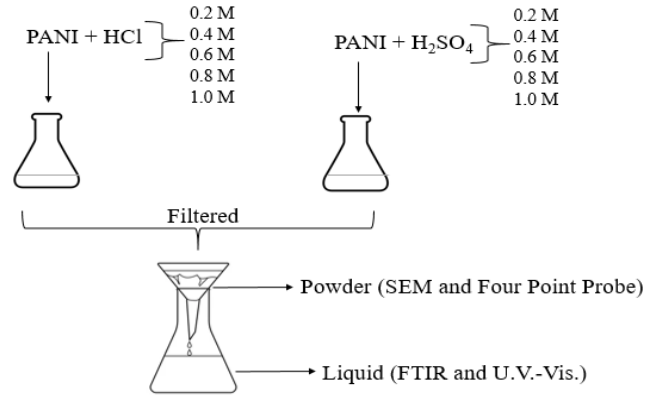 PANI + HCl
0.2 M
0.4 M
0.6 M
0.8 M
1.0 M
PANI + H₂SO₄
0.2 M
0.4 M
0.6 M
0.8 M
1.0 M
Filtered
Powder (SEM and Four Point Probe)
Liquid (FTIR and U.V.-Vis.)